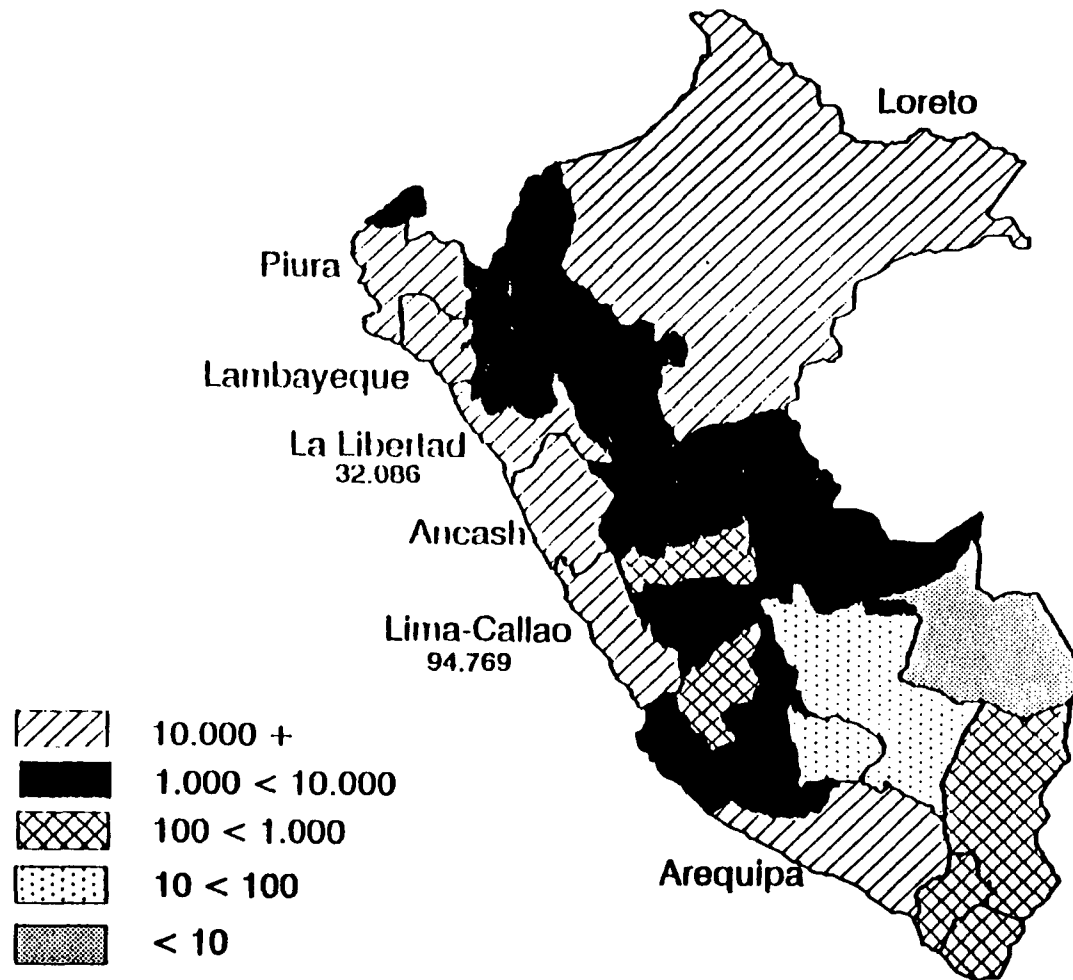 Loreto
Piura
Lambayeque
La Libertad
32.086
Ancash
Lima-Callao
94.769
Arequipa
10.000 +
1.000 < 10.000
100 < 1.000
10 < 100
< 10